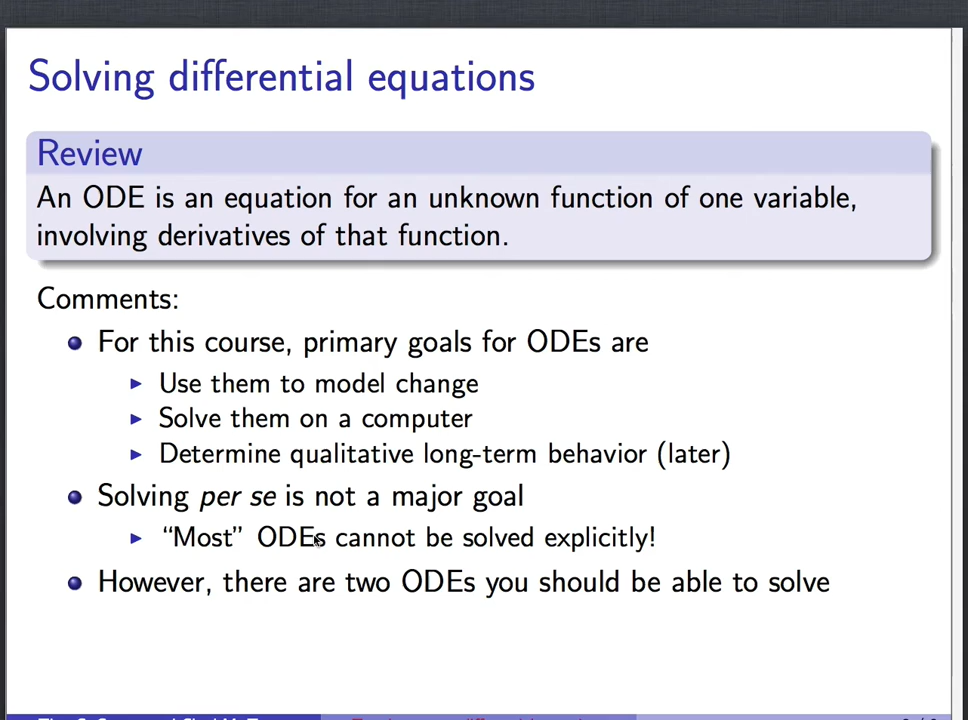 Solving differential equations
Review
An ODE is an equation for an unknown function of one variable,
involving derivatives of that function.
Comments:
For this course, primary goals for ODEs are
Use them to model change
Solve them on a computer
Determine qualitative long-term behavior (later)
Solving per se is not a major goal
“Most” ODEs cannot be solved explicitly!
However, there are two ODEs you should be able to solve